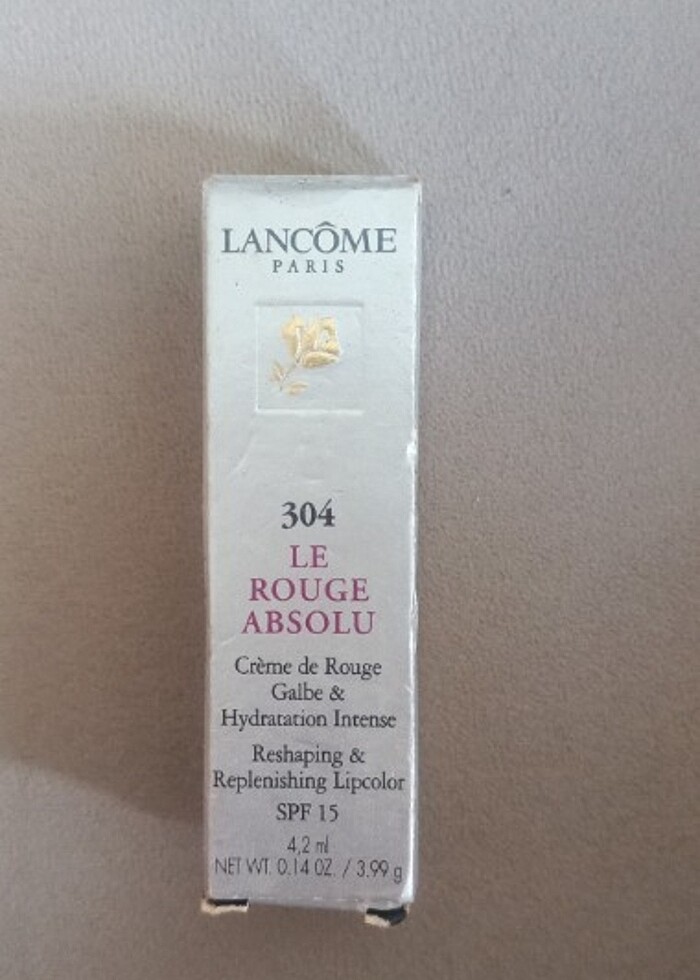 LANCÔME
PARIS
304
LE
ROUGE
ABSOLU
Crème de Rouge
Galbe &
Hydratation Intense
Reshaping &
Replenishing Lipcolor
SPF 15
4,2 ml
NET WT. 0.14 OZ. / 3.99 g